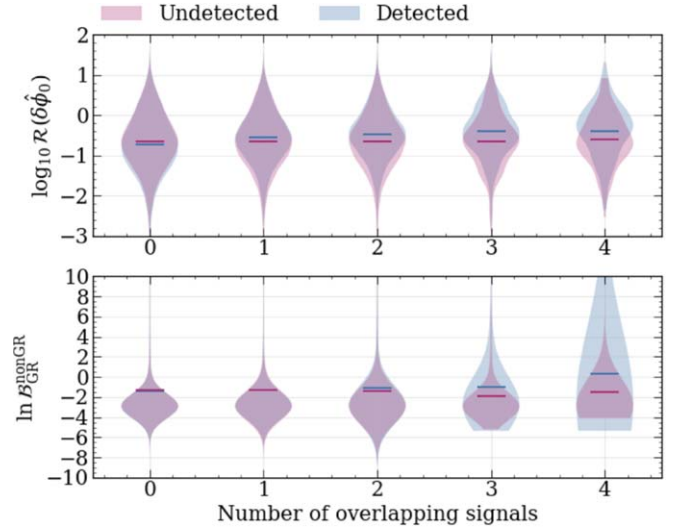 Undetected Detected
2
1
0
−1
−2
−3
log₁₀ ℛ(δφ̂₀)
0 1 2 3 4
10
8
6
4
2
0
−2
−4
−6
−8
−10
ln ℬ^nonGR_GR
0 1 2 3 4
Number of overlapping signals